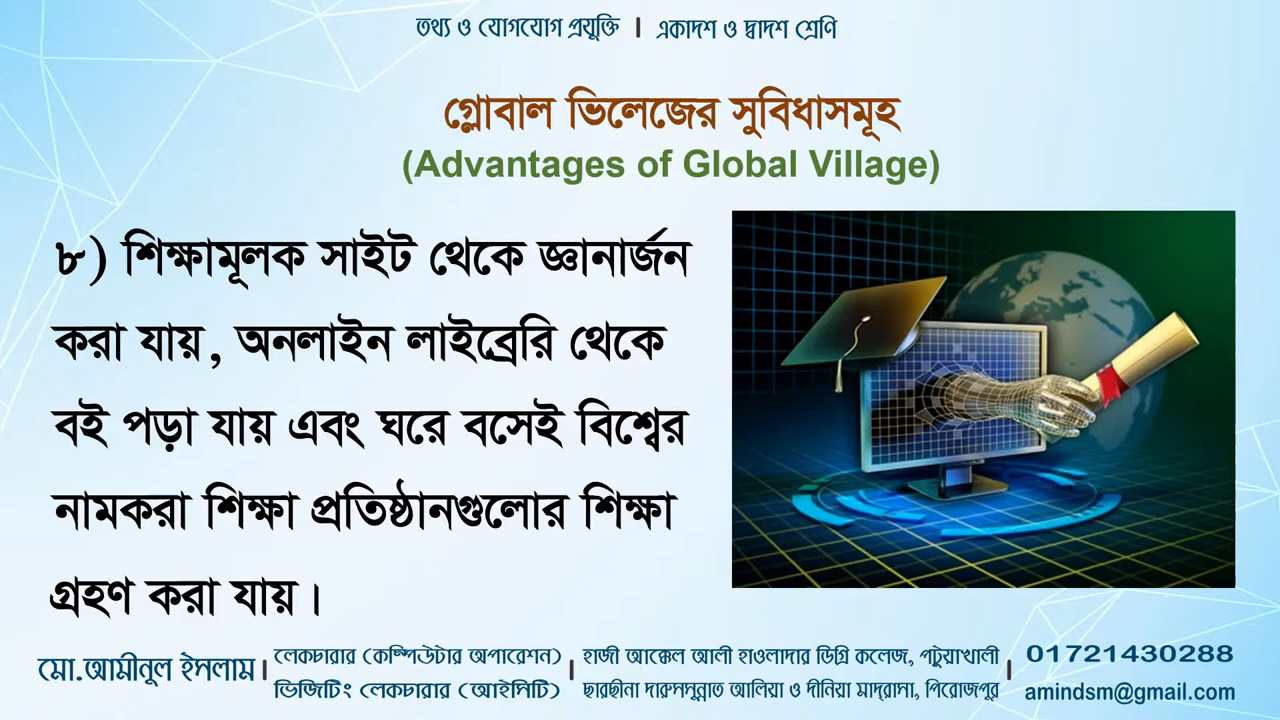 তথ্য ও যোগযোগ প্রযুক্তি | একাদশ ও দ্বাদশ শ্রেণি
গ্লোবাল ভিলেজের সুবিধাসমূহ
(Advantages of Global Village)
৮) শিক্ষামূলক সাইট থেকে জ্ঞানার্জন
করা যায়, অনলাইন লাইব্রেরি থেকে
বই পড়া যায় এবং ঘরে বসেই বিশ্বের
নামকরা শিক্ষা প্রতিষ্ঠানগুলোর শিক্ষা
গ্রহণ করা যায়।
মো.আমীনূল ইসলাম
লেকচারার (কম্পিউটার অপারেশন)
ভিজিটিং লেকচারার (আইসিটি)
হাজী আক্কেল আলী হাওলাদার ডিগ্রি কলেজ, পটুয়াখালী
ছারছীনা দারুসসুন্নাত আলিয়া ও দীনিয়া মাদ্রাসা, পিরোজপুর
01721430288
amindsm@gmail.com